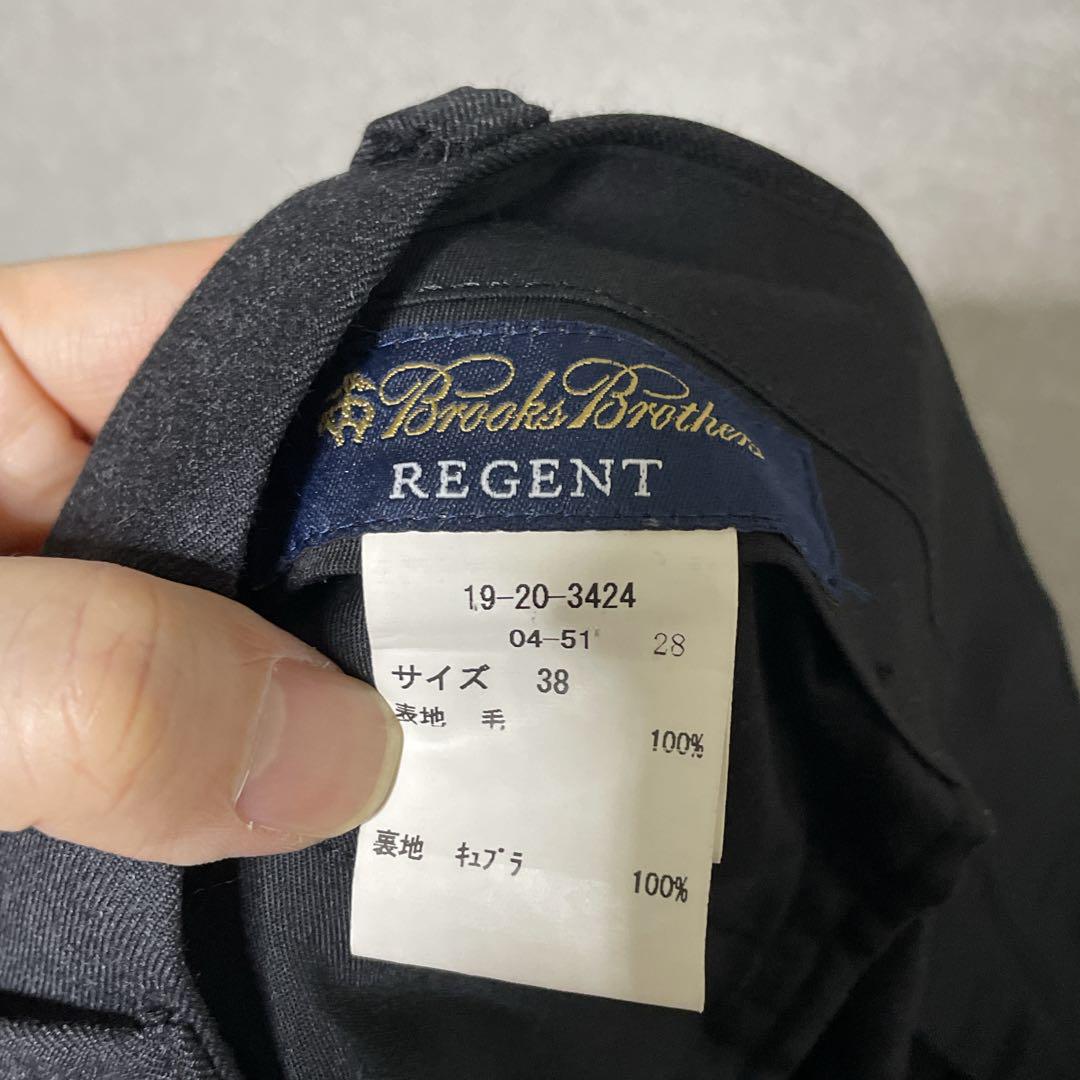 Brooks Brothers
REGENT
19-20-3424
04-51 28
サイズ 38
表地 毛
100%
裏地 キュプラ
100%